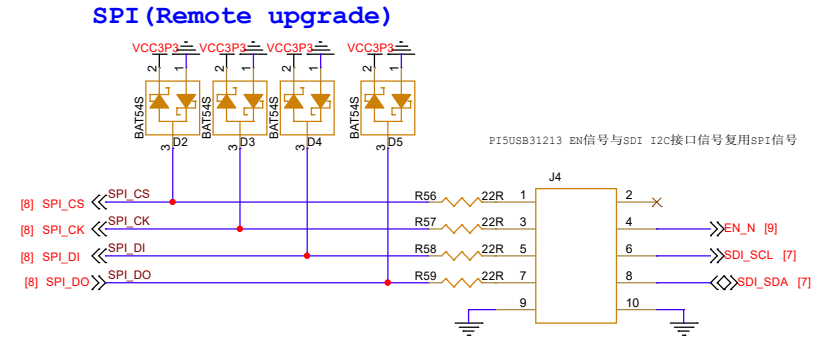 SPI(Remote upgrade)
VCC3P3 VCC3P3 VCC3P3 VCC3P3
2 1 2 1 2 1 2 1
BAT54S BAT54S BAT54S BAT54S
3 D2 3 D3 3 D4 3 D5
PI5USB31213 EN信号与SDI I2C接口信号复用SPI信号
J4
[8] SPI_CS SPI_CS R56 22R 1 2
[8] SPI_CK SPI_CK R57 22R 3 4 EN_N [9]
[8] SPI_DI SPI_DI R58 22R 5 6 SDI_SCL [7]
[8] SPI_DO SPI_DO R59 22R 7 8 SDI_SDA [7]
9 10